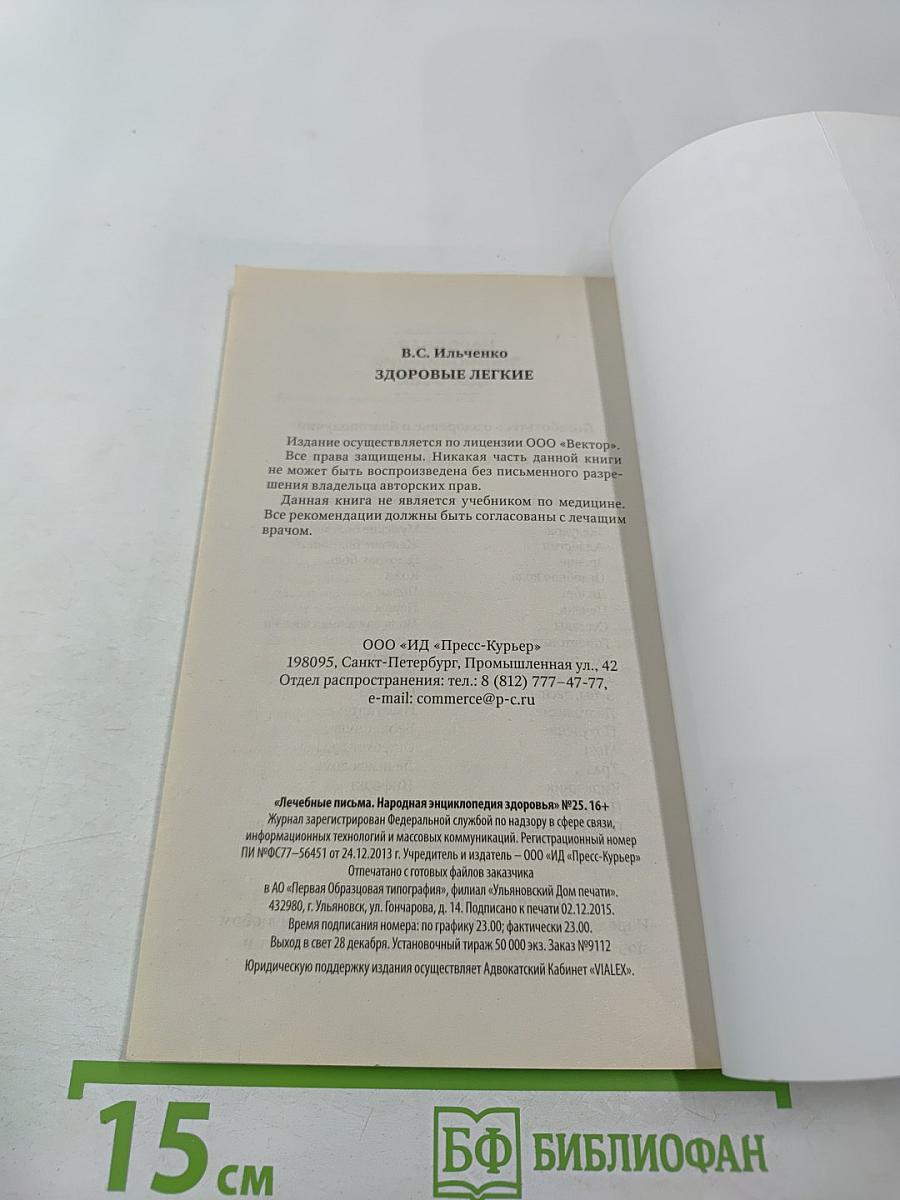 В.С. Ильченко
ЗДОРОВЫЕ ЛЕГКИЕ
Издание осуществляется по лицензии ООО «Вектор».
Все права защищены. Никакая часть данной книги
не может быть воспроизведена без письменного разре-
шения владельца авторских прав.
Данная книга не является учебником по медицине.
Все рекомендации должны быть согласованы с лечащим
врачом.
ООО «ИД «Пресс-Курьер»
198095, Санкт-Петербург, Промышленная ул., 42
Отдел распространения: тел.: 8 (812) 777–47-77,
e-mail: commerce@p-c.ru
«Лечебные письма. Народная энциклопедия здоровья» №25. 16+
Журнал зарегистрирован Федеральной службой по надзору в сфере связи,
информационных технологий и массовых коммуникаций. Регистрационный номер
ПИ №ФС77–56451 от 24.12.2013 г. Учредитель и издатель – ООО «ИД «Пресс-Курьер»
Отпечатано с готовых файлов заказчика
в АО «Первая Образцовая типография», филиал «Ульяновский Дом печати».
432980, г. Ульяновск, ул. Гончарова, д. 14. Подписано к печати 02.12.2015.
Время подписания номера: по графику 23.00; фактически 23.00.
Выход в свет 28 декабря. Установочный тираж 50 000 экз. Заказ №9112
Юридическую поддержку издания осуществляет Адвокатский Кабинет «VIALEX».
15 см
БФ БИБЛИОФАН